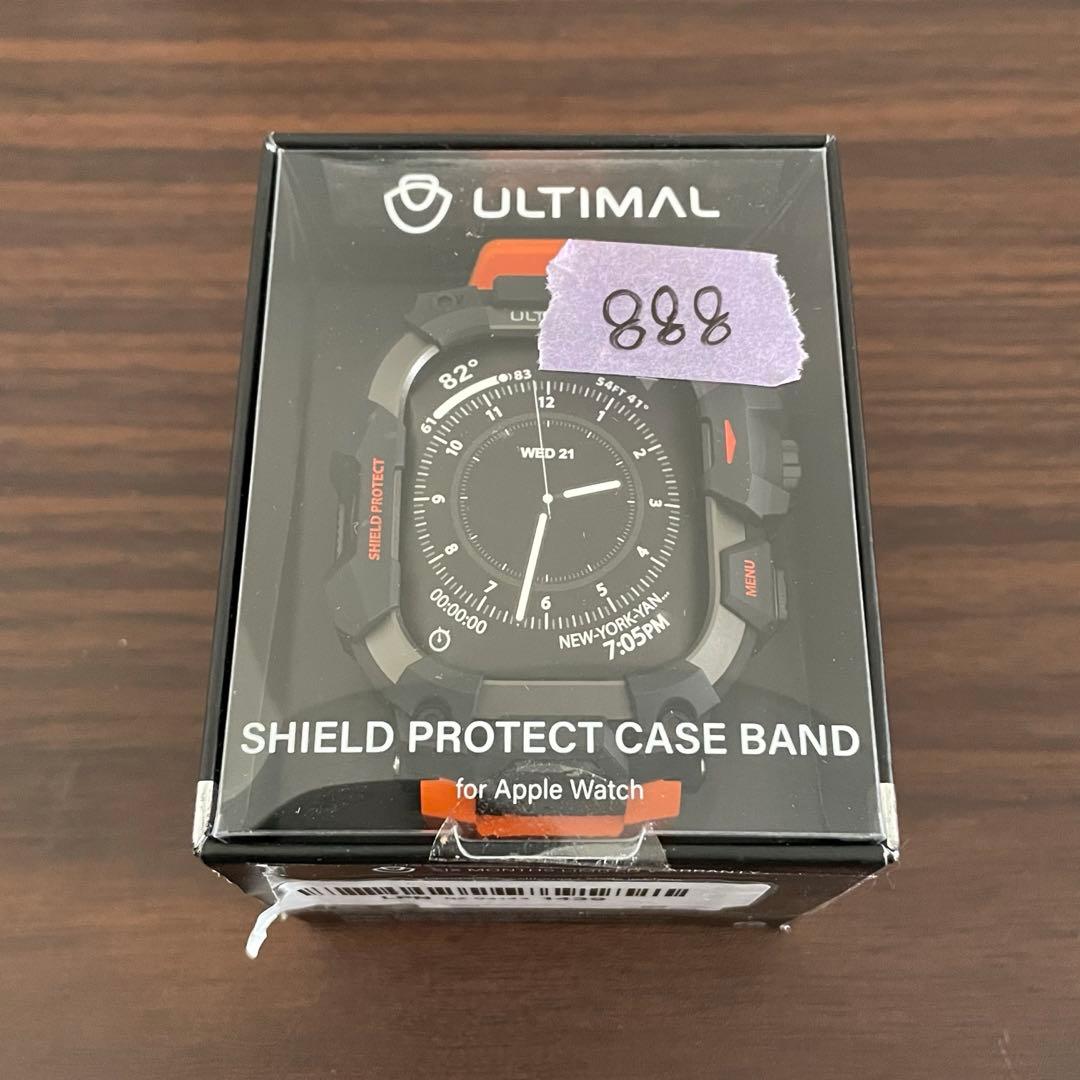 ULTIMAL
888
ULT
82°
61
83
54FT 41°
12
1
2
3
4
5
6
7
8
9
10
11
WED 21
SHIELD PROTECT
MENU
00:00:00
NEW-YORK-YAN...
7:05PM
SHIELD PROTECT CASE BAND
for Apple Watch